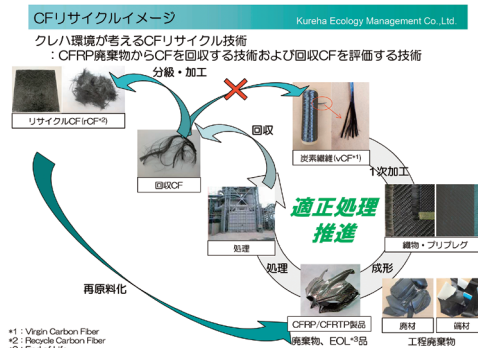 CFリサイクルイメージ
Kureha Ecology Management Co.,Ltd.
クレハ環境が考えるCFリサイクル技術
：CFRP廃棄物からCFを回収する技術および回収CFを評価する技術
分級・加工
リサイクルCF(rCF*2)
回収
炭素繊維(vCF*1)
回収CF
1次加工
適正処理
推進
処理
織物・プリプレグ
処理
成形
再原料化
CFRP/CFRTP製品
廃材
端材
廃棄物、EOL*3品
工程廃棄物
*1：Virgin Carbon Fiber
*2：Recycle Carbon Fiber